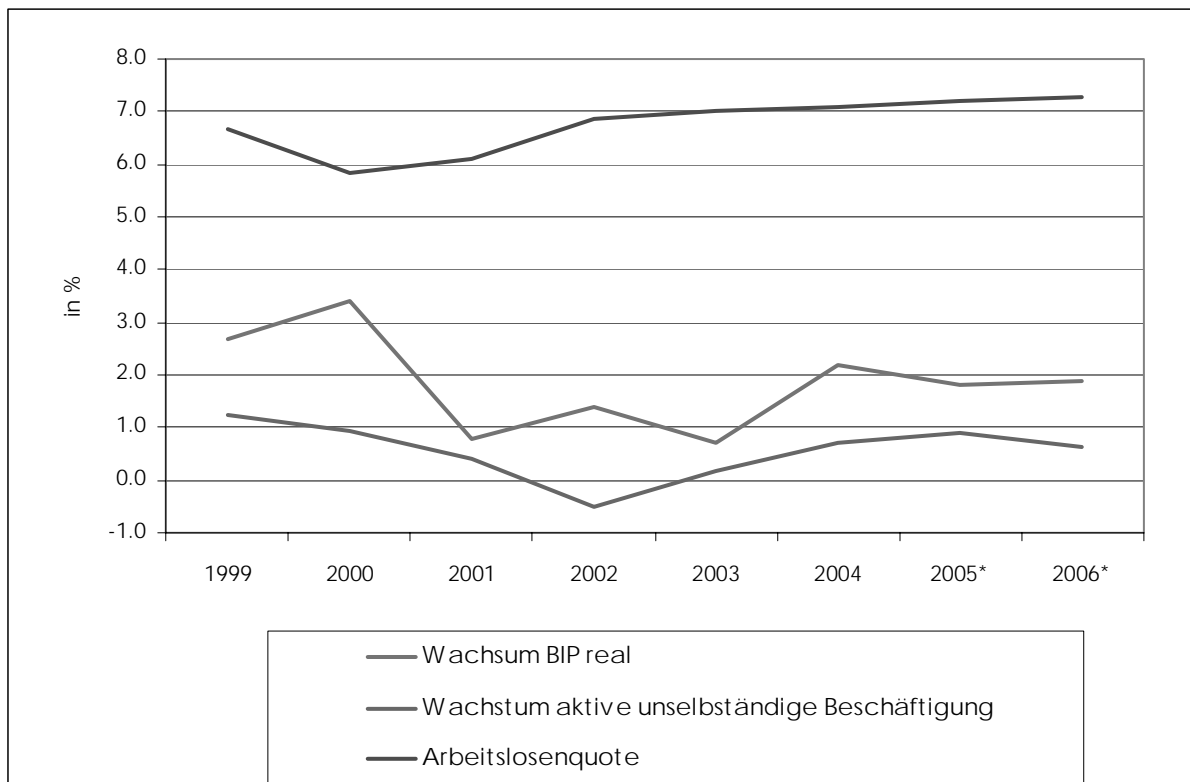 8.0
7.0
6.0
5.0
4.0
3.0
2.0
1.0
0.0
-1.0
in %
1999 2000 2001 2002 2003 2004 2005* 2006*
Wachsum BIP real
Wachstum aktive unselbständige Beschäftigung
Arbeitslosenquote